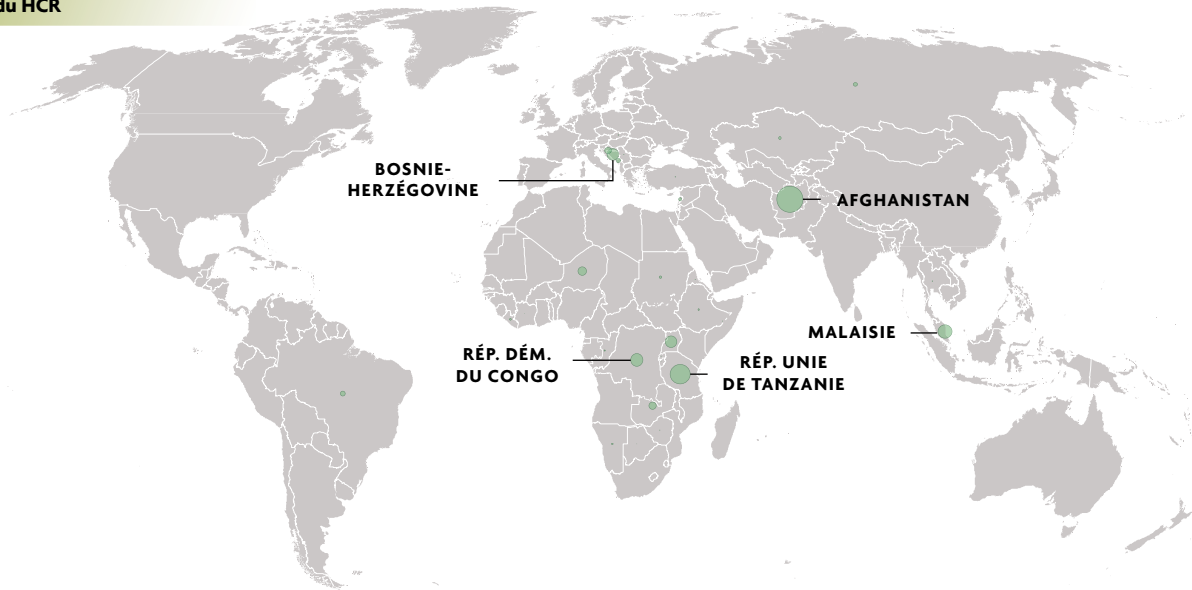 du HCR
BOSNIE-
HERZÉGOVINE
AFGHANISTAN
MALAISIE
RÉP. DÉM.
DU CONGO
RÉP. UNIE
DE TANZANIE